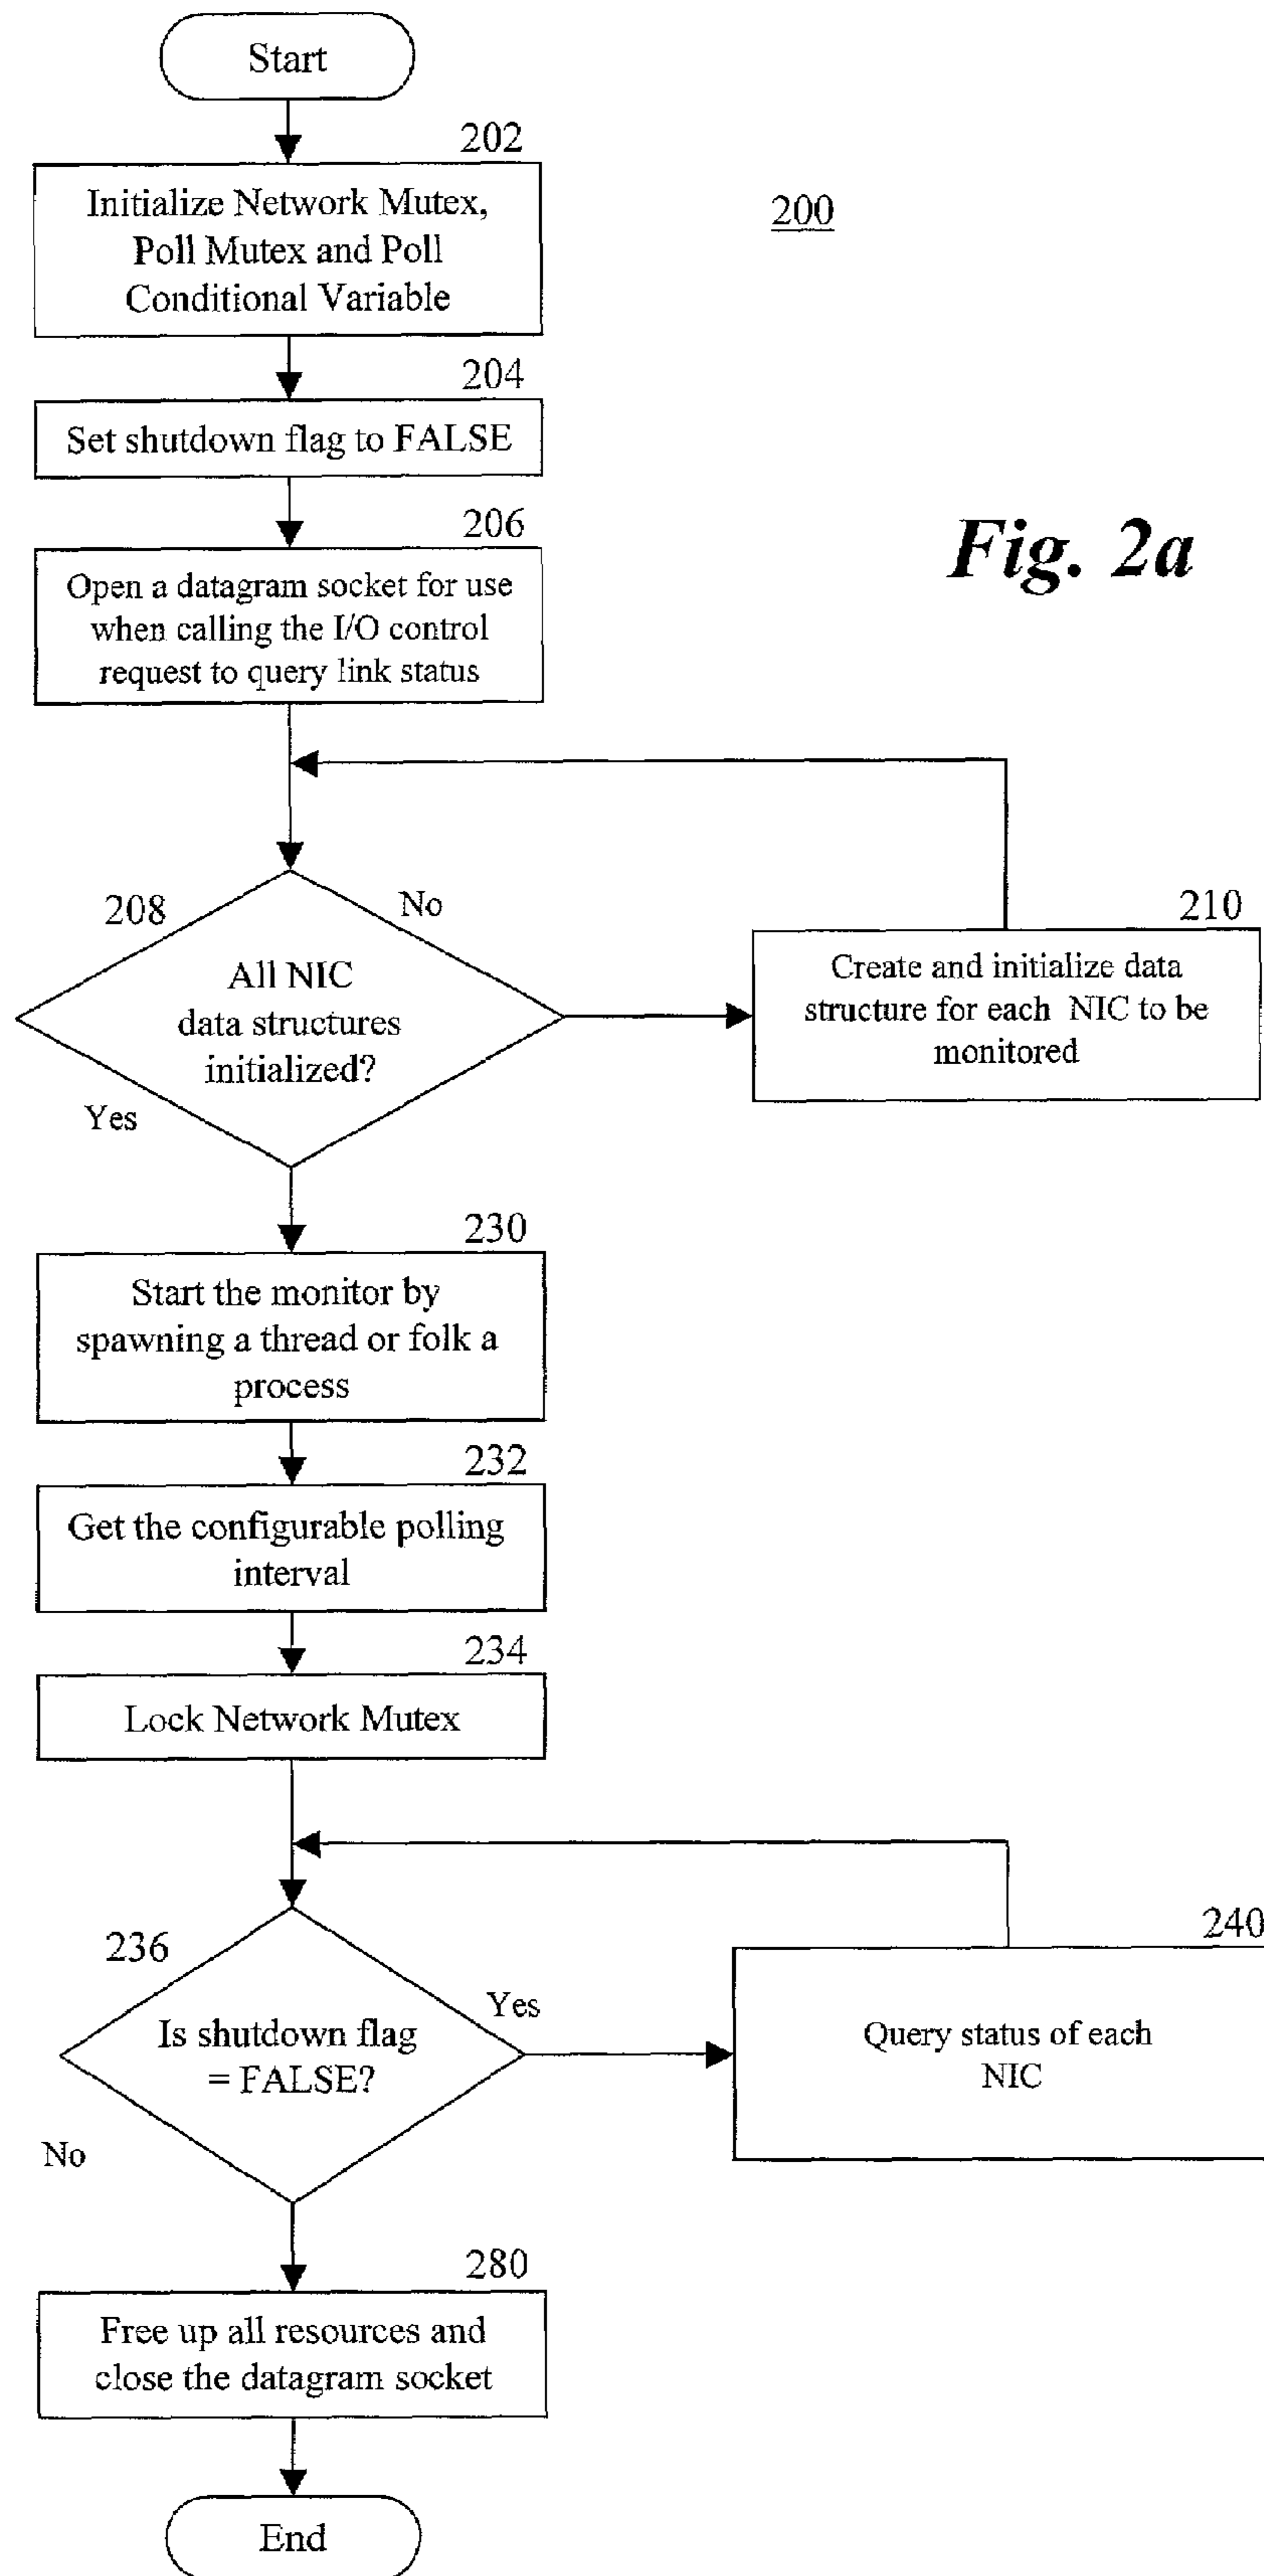 Start
202
Initialize Network Mutex,
Poll Mutex and Poll
Conditional Variable
200
204
Set shutdown flag to FALSE
206
Open a datagram socket for use
when calling the I/O control
request to query link status
Fig. 2a
208
No
All NIC
data structures
initialized?
Yes
210
Create and initialize data
structure for each NIC to be
monitored
230
Start the monitor by
spawning a thread or folk a
process
232
Get the configurable polling
interval
234
Lock Network Mutex
236
Is shutdown flag
= FALSE?
Yes
No
240
Query status of each
NIC
280
Free up all resources and
close the datagram socket
End